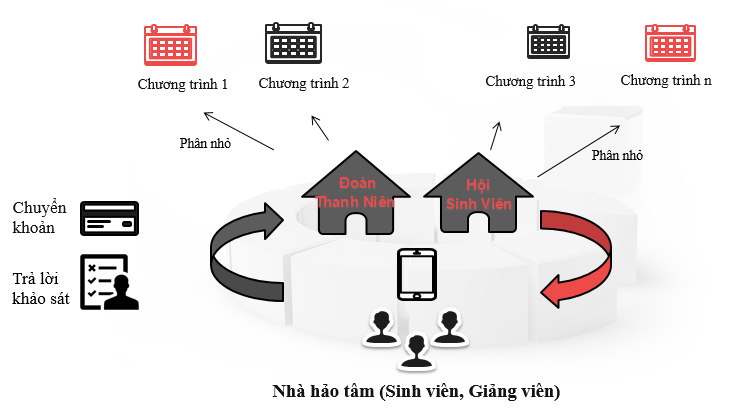 Chương trình 1
Chương trình 2
Chương trình 3
Chương trình n
Phân nhỏ
Phân nhỏ
Đoàn
Thanh Niên
Hội
Sinh Viên
Chuyển
khoản
Trả lời
khảo sát
Nhà hảo tâm (Sinh viên, Giảng viên)